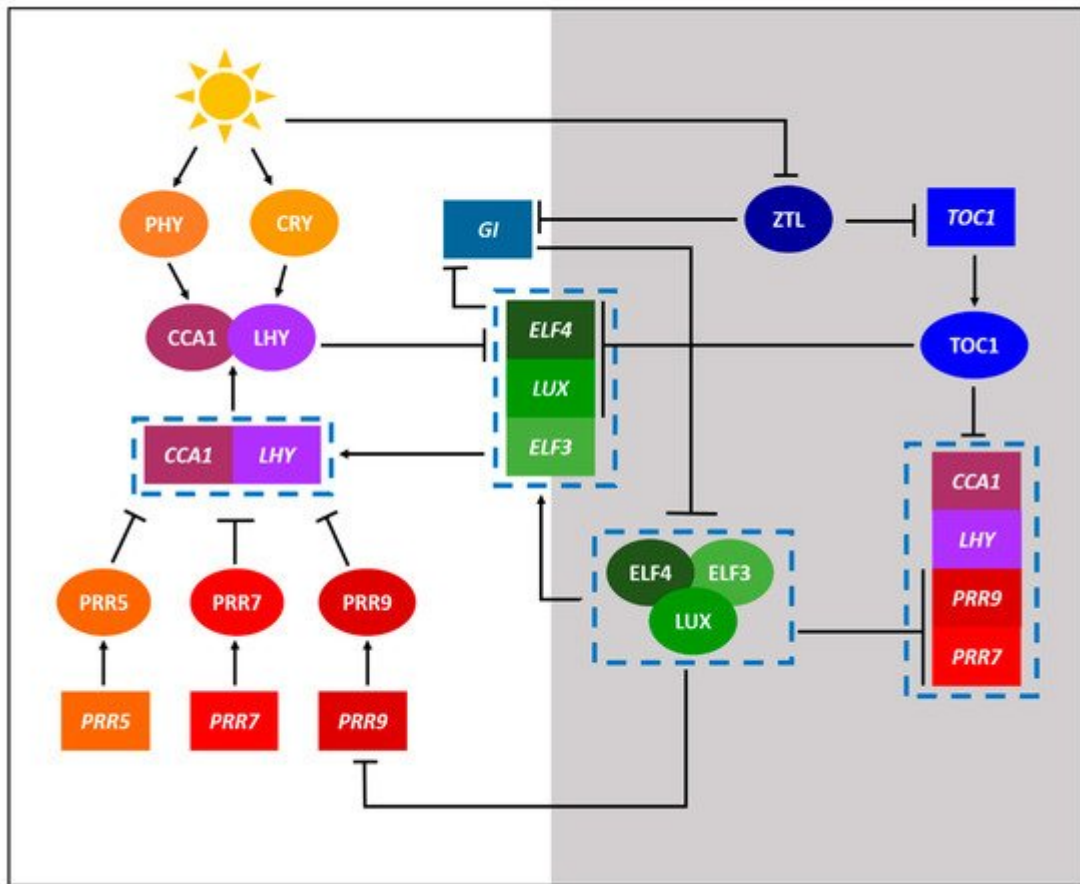 PHY
CRY
GI
ZTL
TOC1
CCA1
LHY
ELF4
LUX
ELF3
TOC1
CCA1
LHY
CCA1
LHY
PRR9
PRR7
PRR5
PRR7
PRR9
ELF4
ELF3
LUX
PRR5
PRR7
PRR9